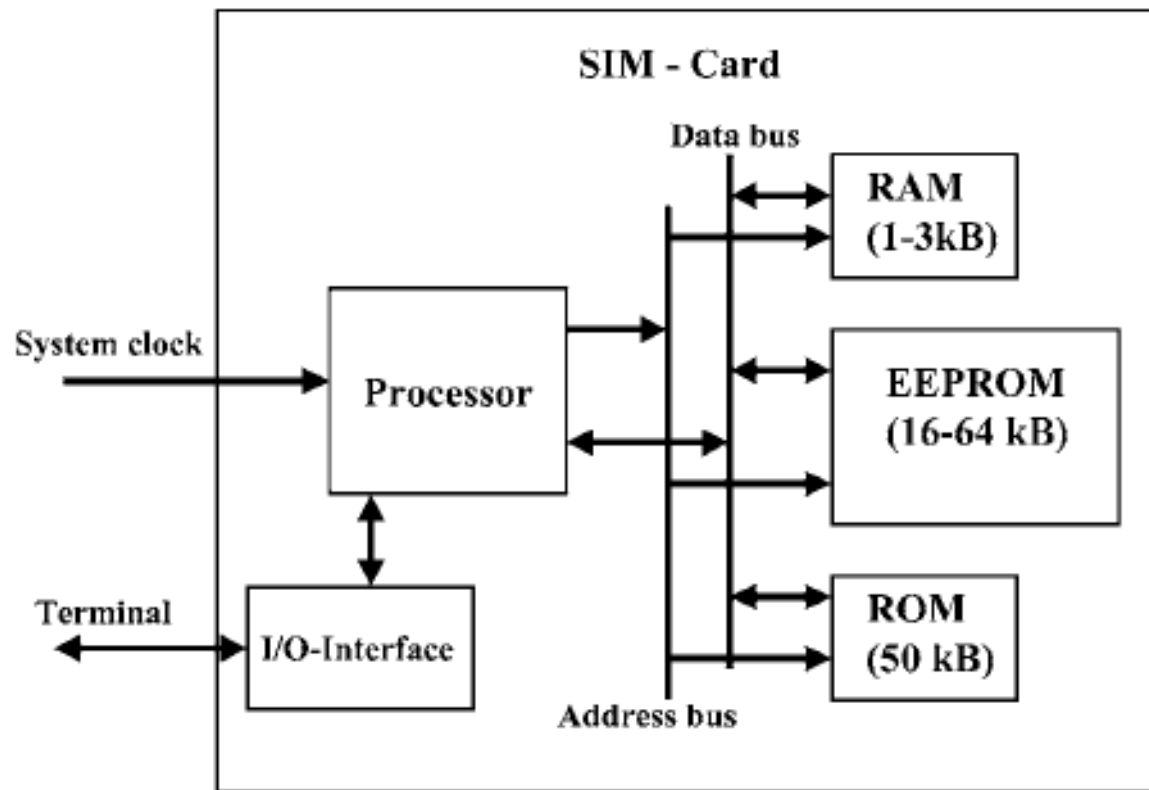 SIM - Card
Data bus
RAM
(1-3kB)
System clock
Processor
EEPROM
(16-64 kB)
Terminal
I/O-Interface
ROM
(50 kB)
Address bus